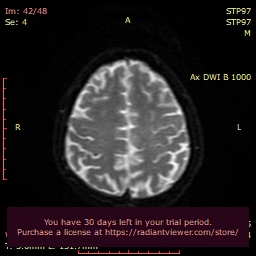 Im: 42/48
Se: 4
STP97
STP97
M
A
Ax DWI B 1000
R
L
You have 30 days left in your trial period.
Purchase a license at https://radiantviewer.com/store/